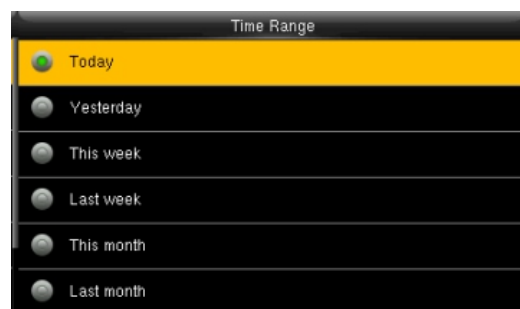 Time Range
Today
Yesterday
This week
Last week
This month
Last month